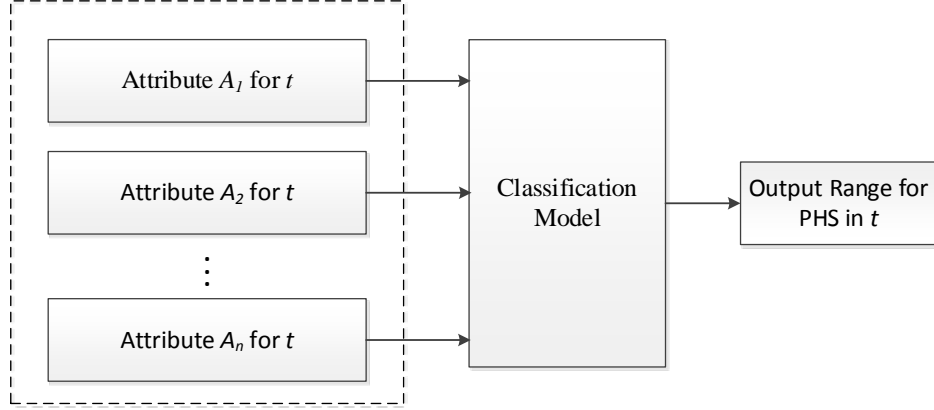 Attribute A1 for t
Attribute A2 for t
⋮
Attribute An for t
Classification
Model
Output Range for
PHS in t